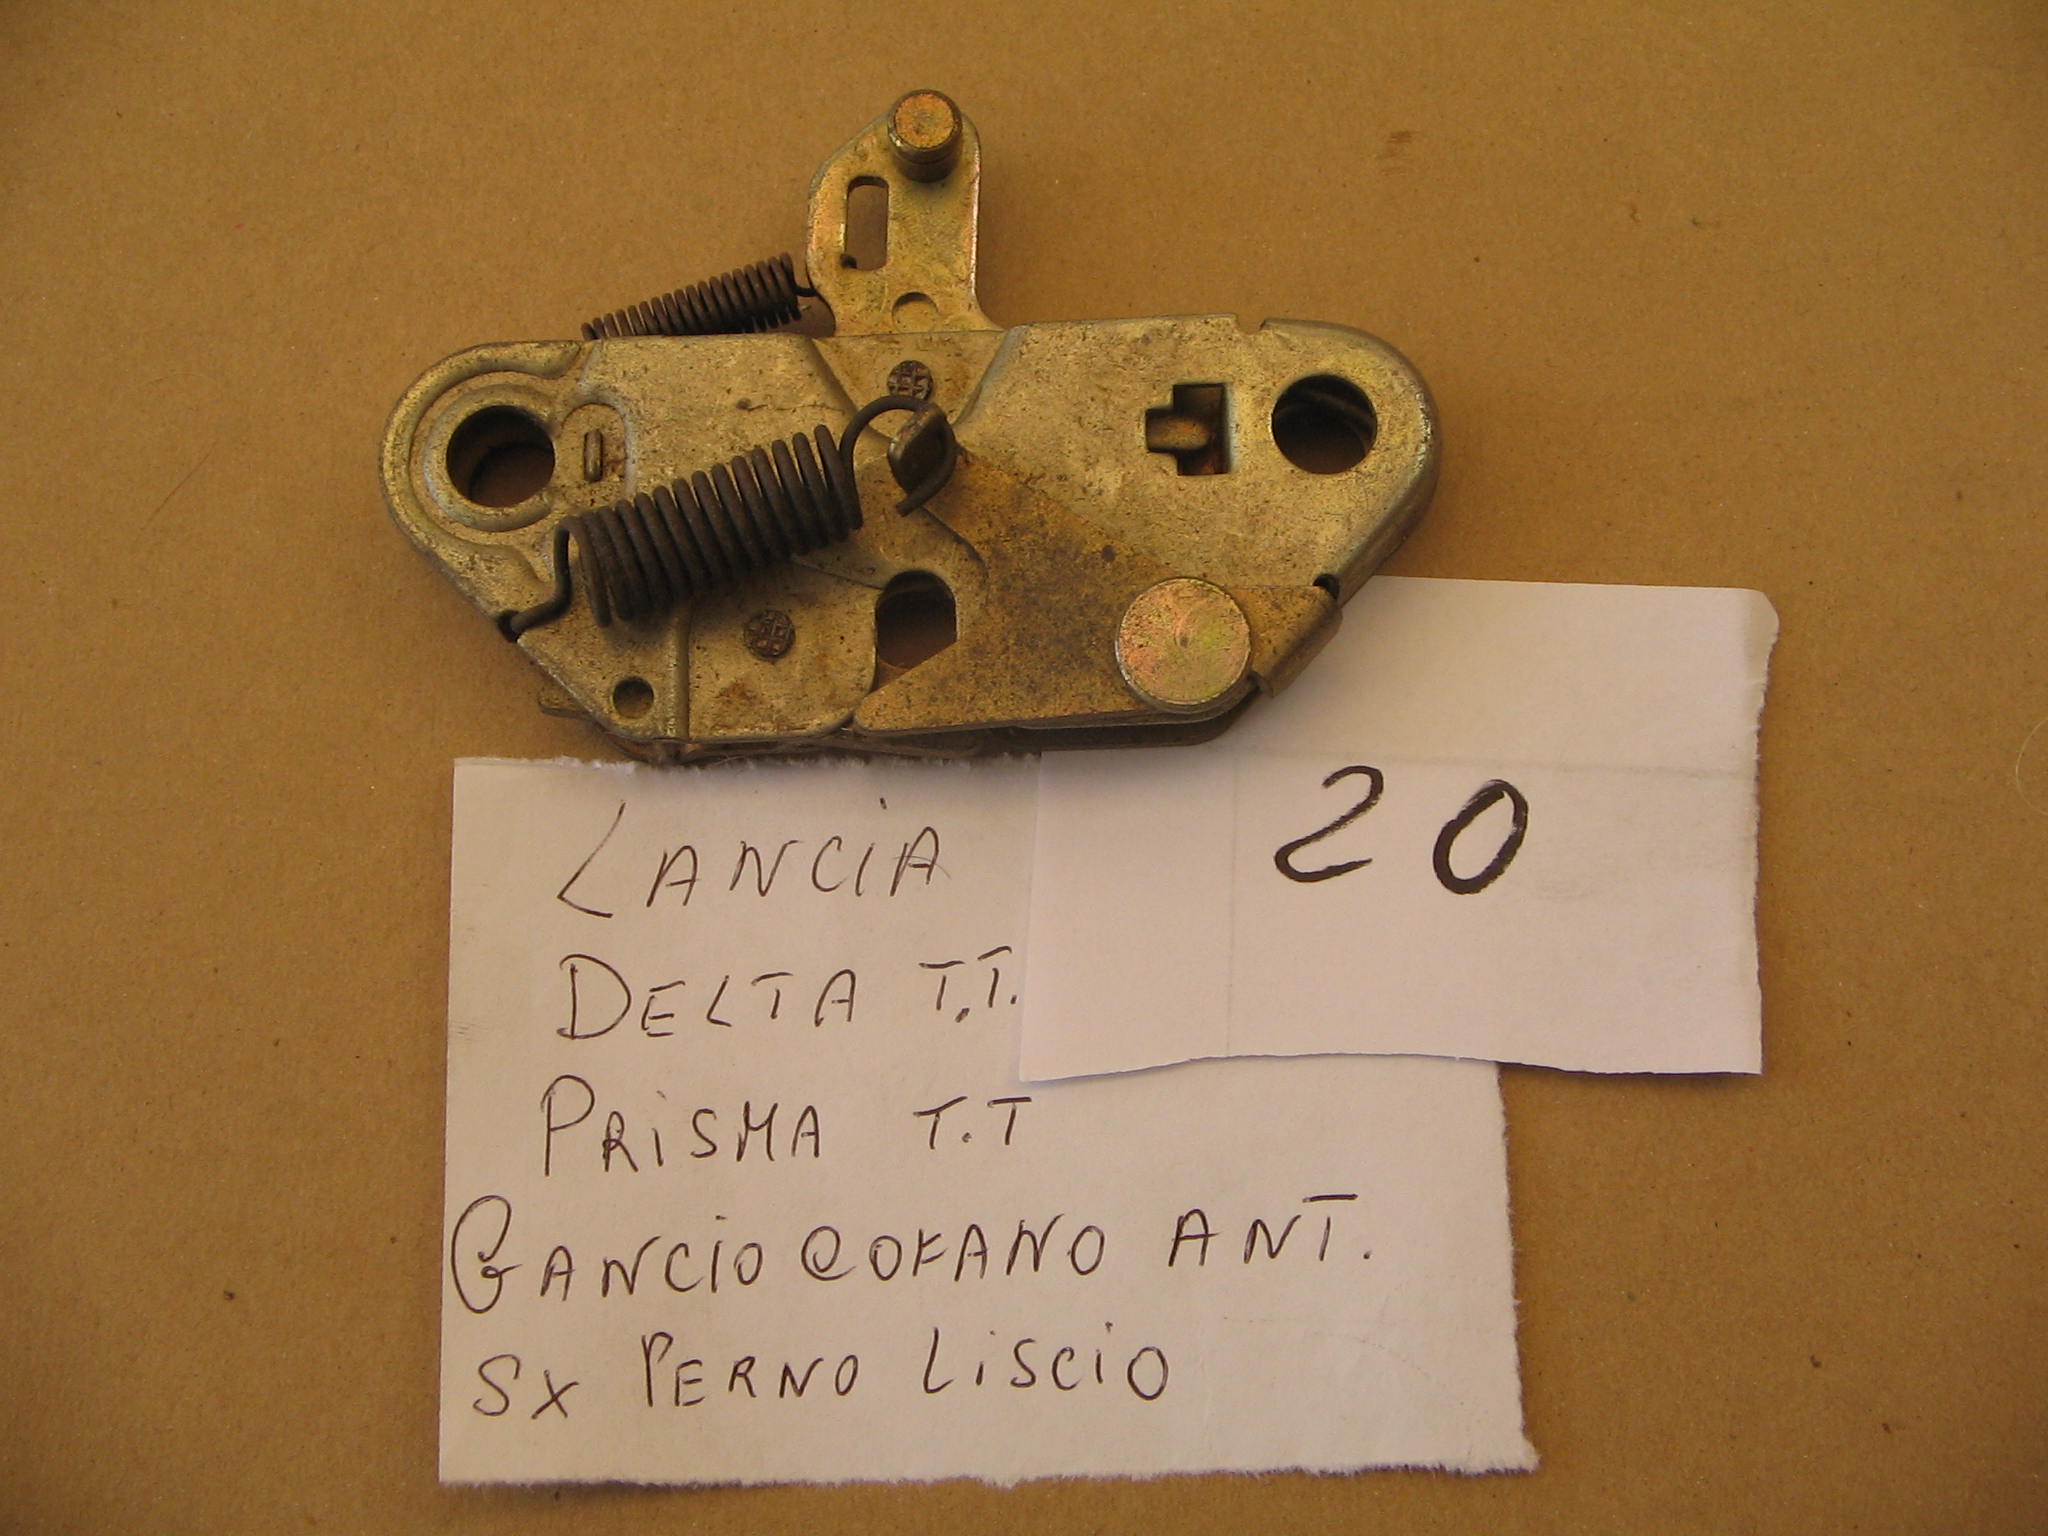 LANCIA
DELTA T.T.
PRISMA T.T
GANCIO COFANO ANT.
SX PERNO LISCIO
20